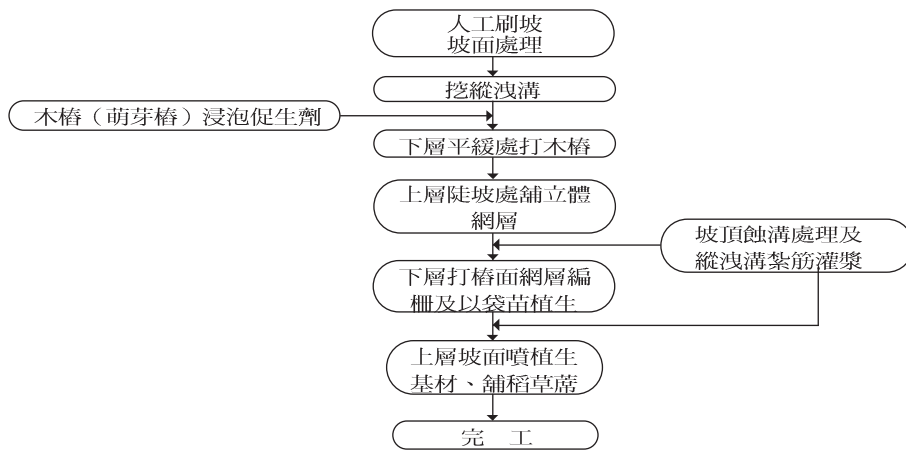 人工刷坡
坡面處理
挖縱洩溝
木樁（萌芽樁）浸泡促生劑
下層平緩處打木樁
上層陡坡處舖立體
網層
坡頂蝕溝處理及
縱洩溝紮筋灌漿
下層打樁面網層編
柵及以袋苗植生
上層坡面噴植生
基材、舖稻草蓆
完　工